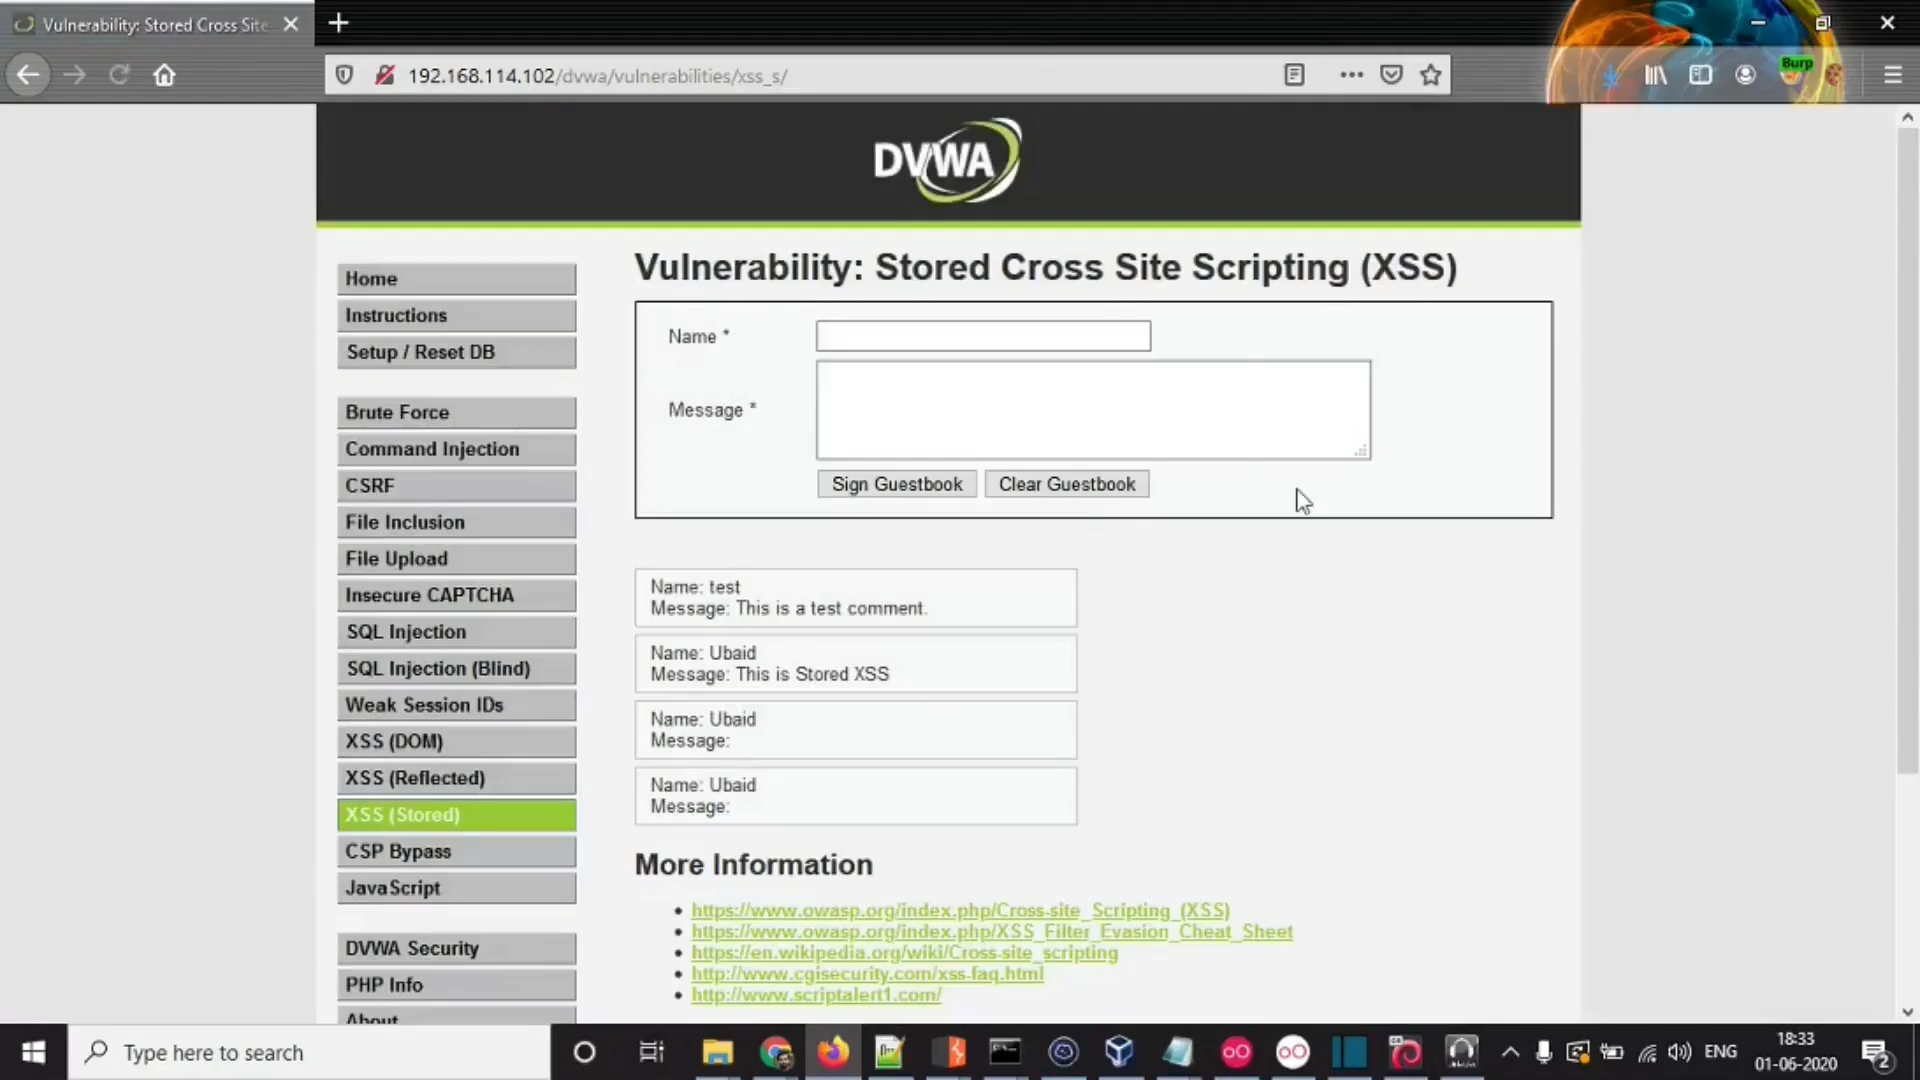 Vulnerability: Stored Cross Site
192.168.114.102/dvwa/vulnerabilities/xss_s/
Burp
DVWA
Vulnerability: Stored Cross Site Scripting (XSS)
Home
Instructions
Setup / Reset DB
Brute Force
Command Injection
CSRF
File Inclusion
File Upload
Insecure CAPTCHA
SQL Injection
SQL Injection (Blind)
Weak Session IDs
XSS (DOM)
XSS (Reflected)
XSS (Stored)
CSP Bypass
JavaScript
DVWA Security
PHP Info
About
Name *
Message *
Sign Guestbook
Clear Guestbook
Name: test
Message: This is a test comment.
Name: Ubaid
Message: This is Stored XSS
Name: Ubaid
Message:
Name: Ubaid
Message:
More Information
https://www.owasp.org/index.php/Cross-site_Scripting_(XSS)
https://www.owasp.org/index.php/XSS_Filter_Evasion_Cheat_Sheet
https://en.wikipedia.org/wiki/Cross-site_scripting
http://www.cgisecurity.com/xss-faq.html
http://www.scriptalert1.com/
Type here to search
ENG
18:33
01-06-2020
2